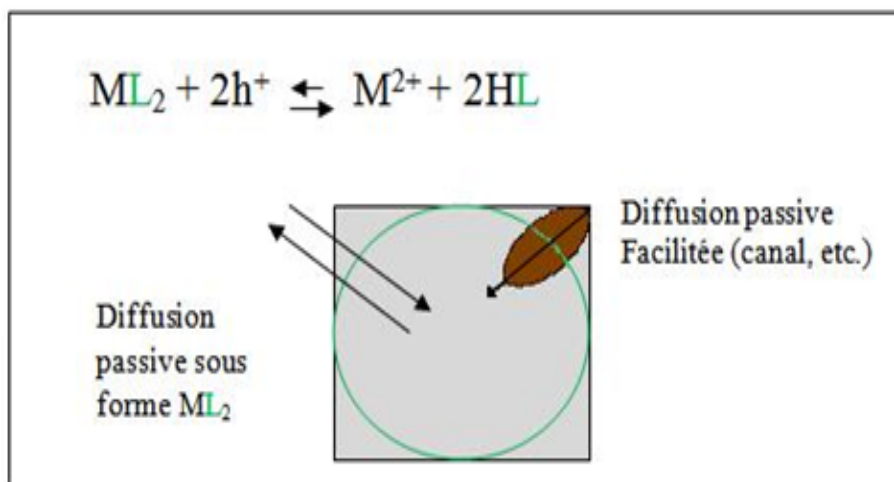 ML₂ + 2h⁺ ⇄ M²⁺ + 2HL
Diffusion passive
Facilitée (canal, etc.)
Diffusion
passive sous
forme ML₂